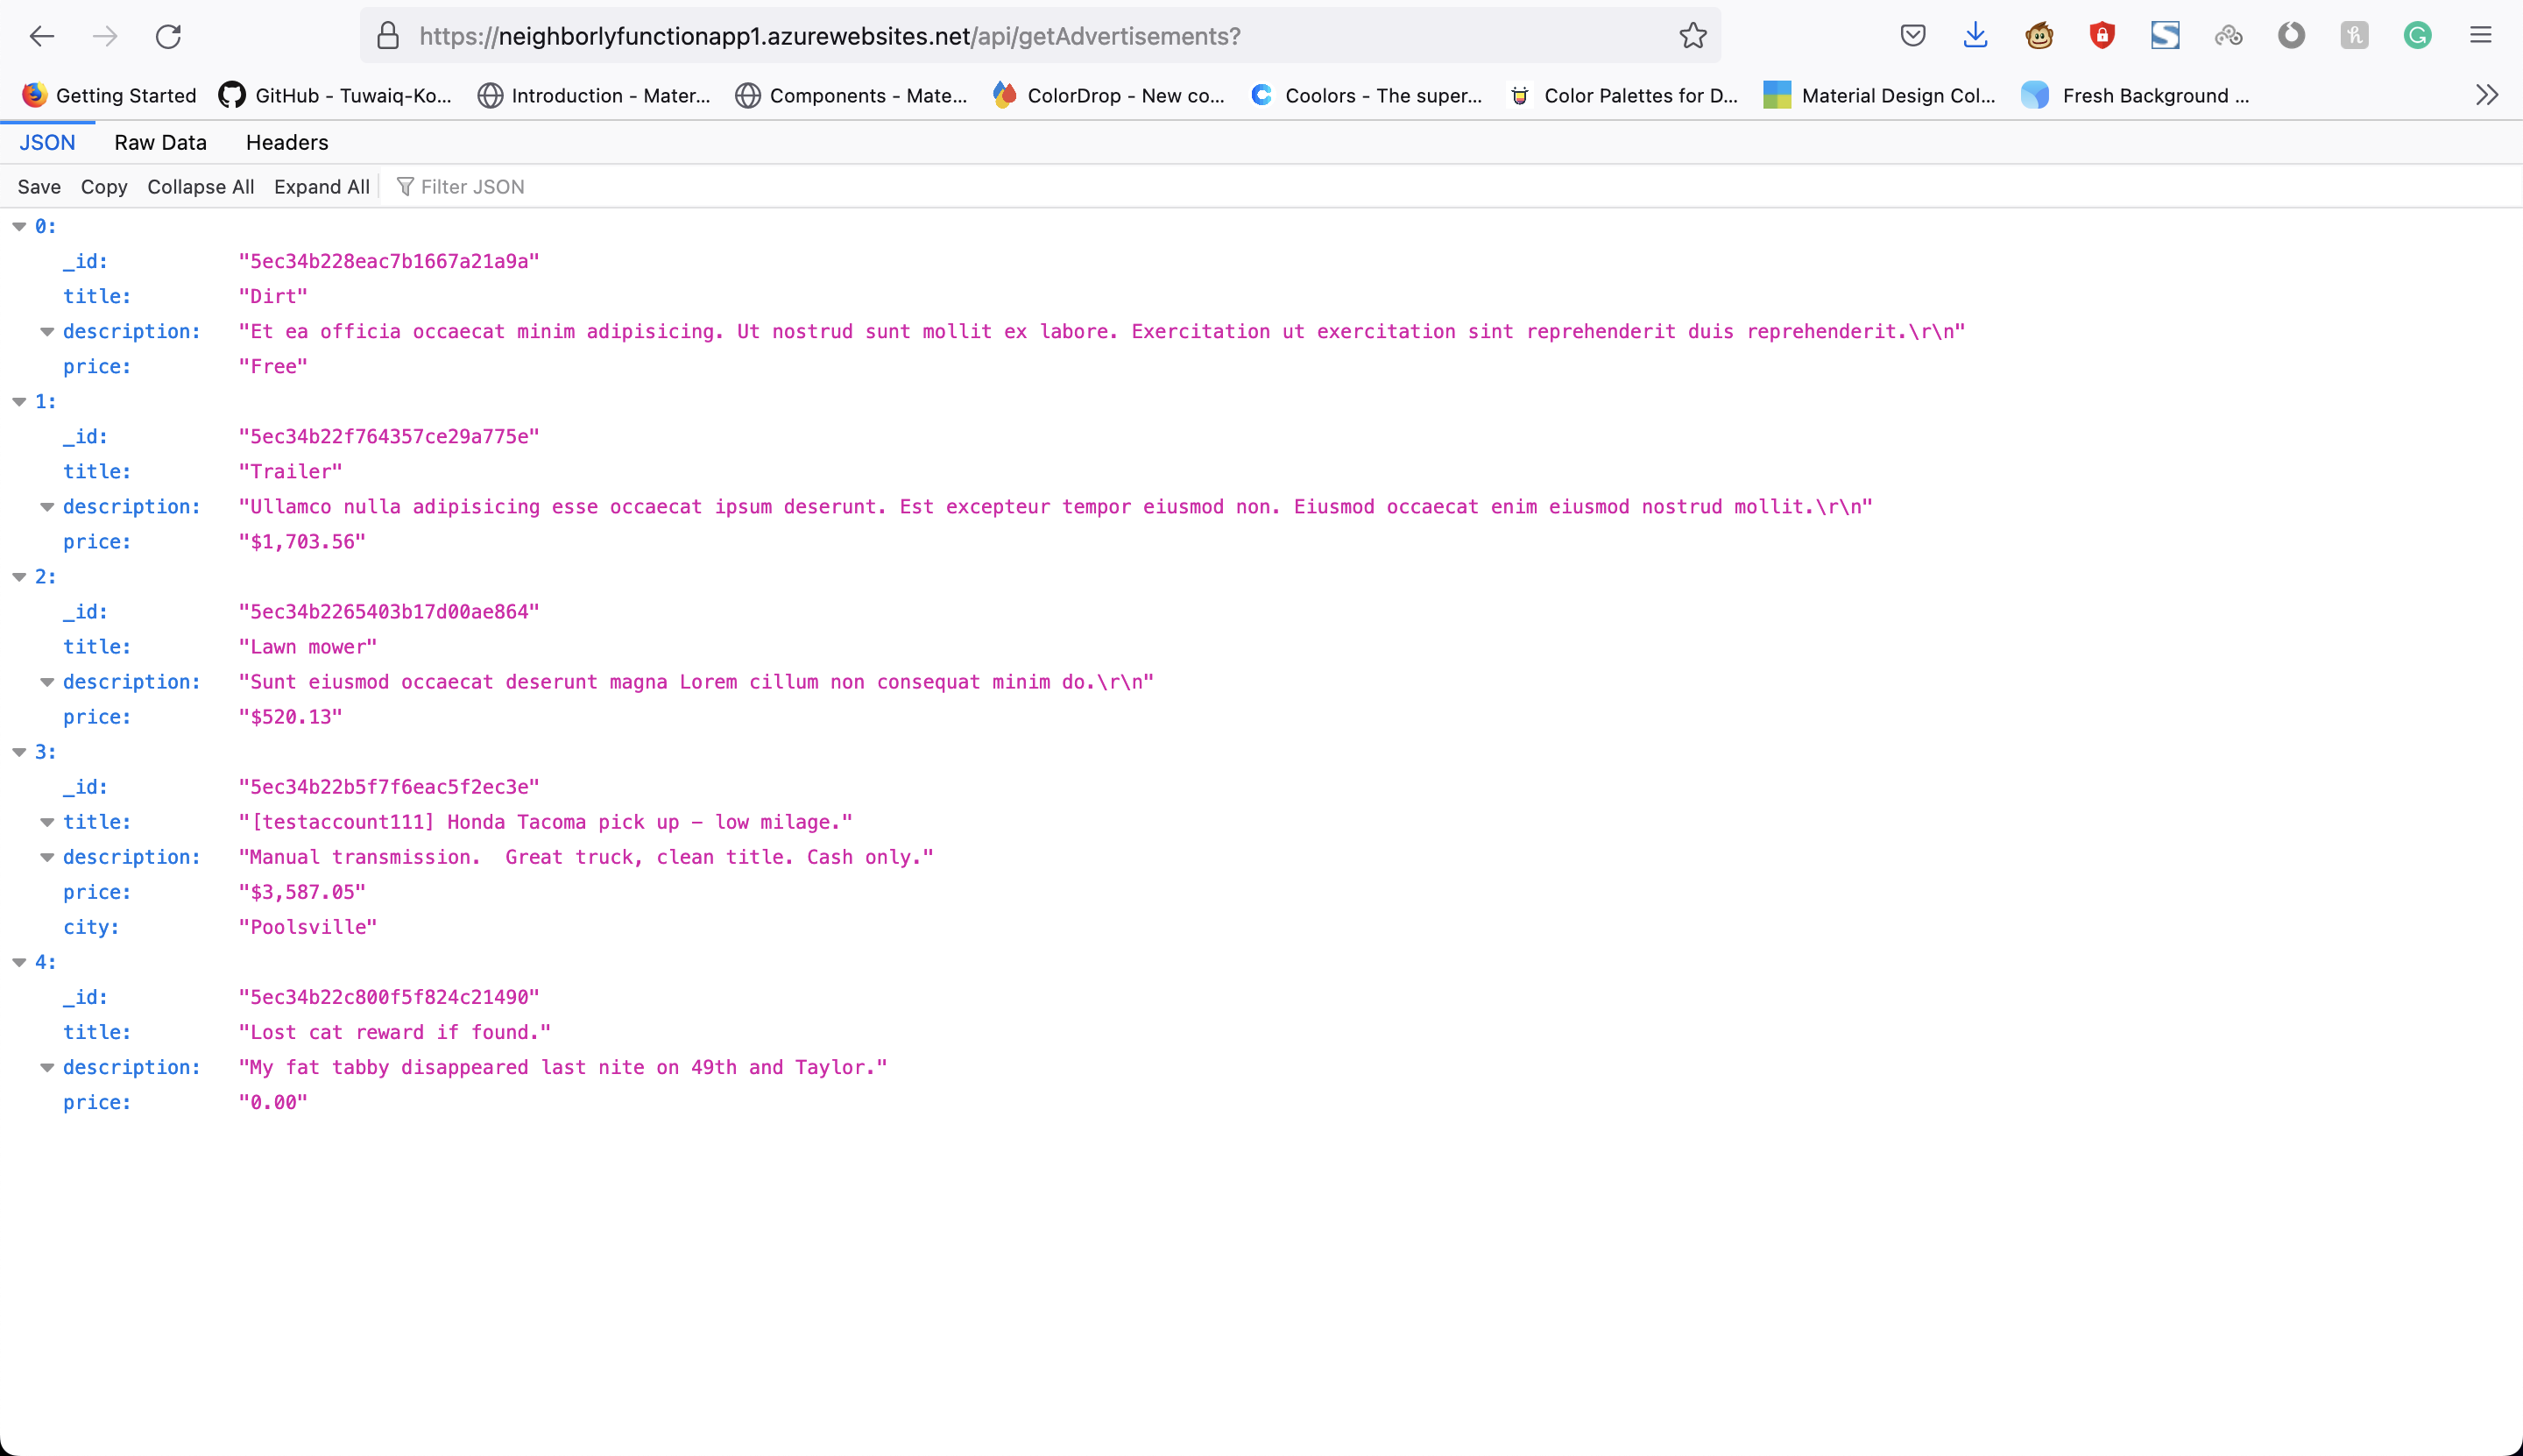 https://neighborlyfunctionapp1.azurewebsites.net/api/getAdvertisements?
Getting Started GitHub - Tuwaiq-Ko... Introduction - Mater... Components - Mate... ColorDrop - New co... Coolors - The super... Color Palettes for D... Material Design Col... Fresh Background ...
JSON Raw Data Headers
Save Copy Collapse All Expand All Filter JSON
0:
_id: "5ec34b228eac7b1667a21a9a"
title: "Dirt"
description: "Et ea officia occaecat minim adipisicing. Ut nostrud sunt mollit ex labore. Exercitation ut exercitation sint reprehenderit duis reprehenderit.\r\n"
price: "Free"
1:
_id: "5ec34b22f764357ce29a775e"
title: "Trailer"
description: "Ullamco nulla adipisicing esse occaecat ipsum deserunt. Est excepteur tempor eiusmod non. Eiusmod occaecat enim eiusmod nostrud mollit.\r\n"
price: "$1,703.56"
2:
_id: "5ec34b2265403b17d00ae864"
title: "Lawn mower"
description: "Sunt eiusmod occaecat deserunt magna Lorem cillum non consequat minim do.\r\n"
price: "$520.13"
3:
_id: "5ec34b22b5f7f6eac5f2ec3e"
title: "[testaccount111] Honda Tacoma pick up – low milage."
description: "Manual transmission.  Great truck, clean title. Cash only."
price: "$3,587.05"
city: "Poolsville"
4:
_id: "5ec34b22c800f5f824c21490"
title: "Lost cat reward if found."
description: "My fat tabby disappeared last nite on 49th and Taylor."
price: "0.00"